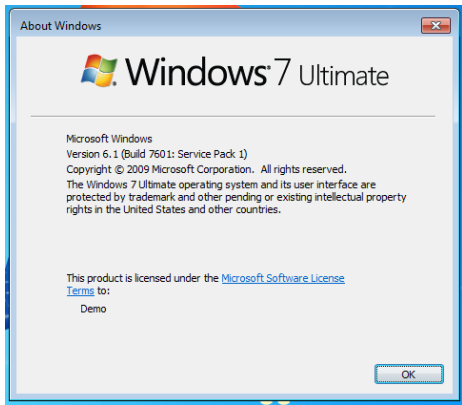 About Windows
Windows 7 Ultimate
Microsoft Windows
Version 6.1 (Build 7601: Service Pack 1)
Copyright © 2009 Microsoft Corporation. All rights reserved.
The Windows 7 Ultimate operating system and its user interface are
protected by trademark and other pending or existing intellectual property
rights in the United States and other countries.
This product is licensed under the Microsoft Software License
Terms to:
Demo
OK